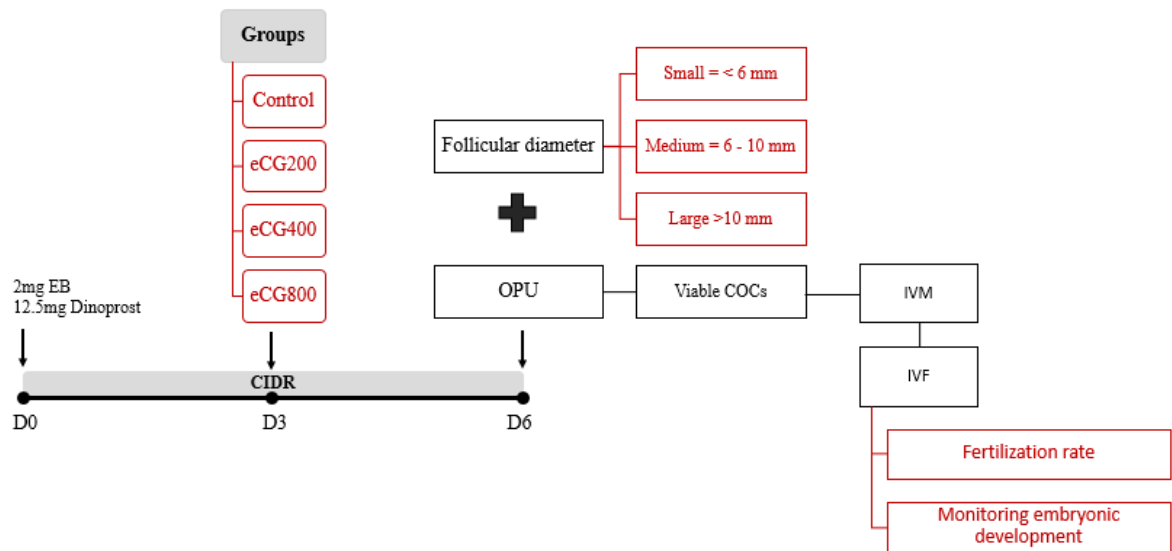 Groups
Control
eCG200
eCG400
eCG800
2mg EB
12.5mg Dinoprost
CIDR
D0
D3
D6
Follicular diameter
Small = < 6 mm
Medium = 6 - 10 mm
Large >10 mm
OPU
Viable COCs
IVM
IVF
Fertilization rate
Monitoring embryonic
development